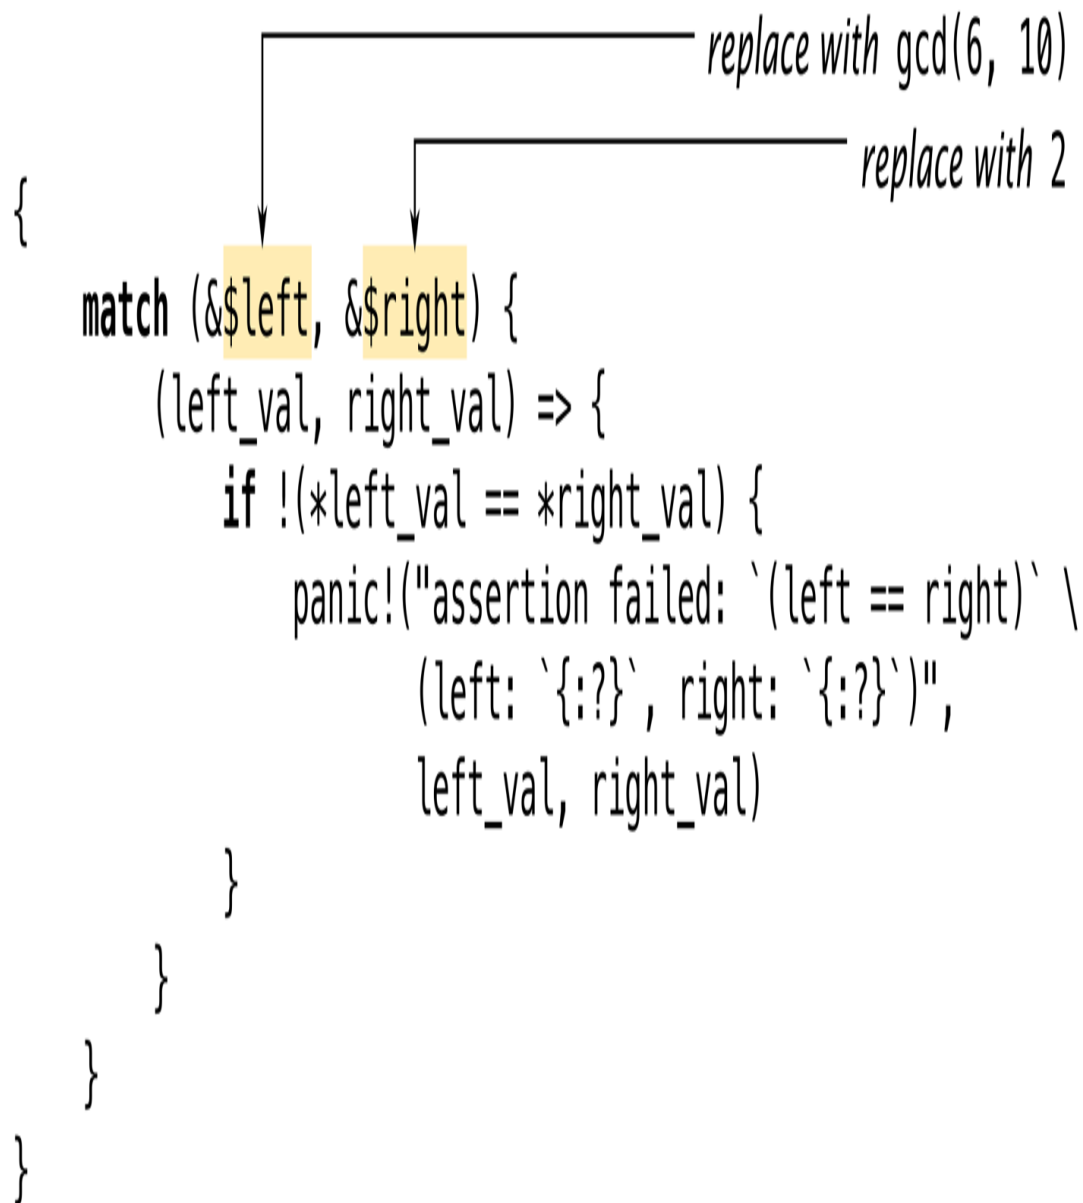 replace with gcd(6, 10)
replace with 2
{
    match (&$left, &$right) {
        (left_val, right_val) => {
            if !(*left_val == *right_val) {
                panic!("assertion failed: `(left == right)` \
                       (left: `{:?}`, right: `{:?}`)",
                       left_val, right_val)
            }
        }
    }
}